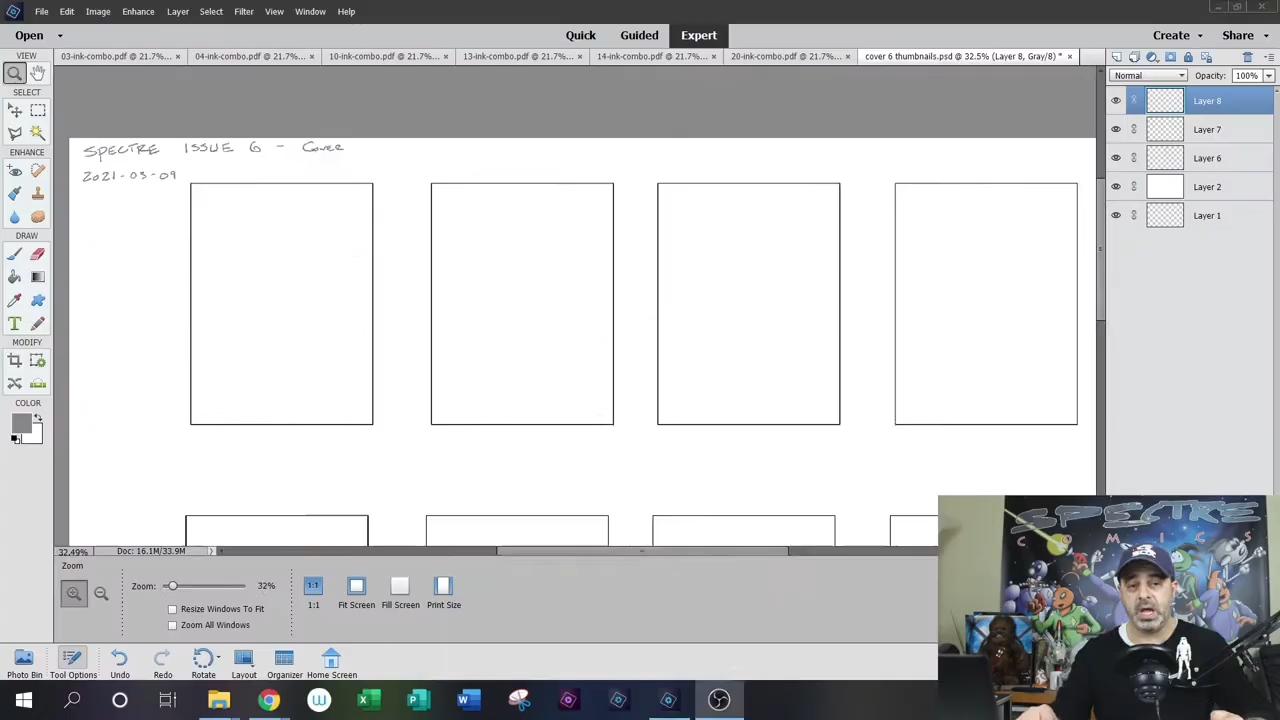 File Edit Image Enhance Layer Select Filter View Window Help
Open Quick Guided Expert Create Share
03-ink-combo.pdf @ 21.7%... × 04-ink-combo.pdf @ 21.7%... × 10-ink-combo.pdf @ 21.7%... × 13-ink-combo.pdf @ 21.7%... × 14-ink-combo.pdf @ 21.7%... × 20-ink-combo.pdf @ 21.7%... × cover 6 thumbnails.psd @ 32.5% (Layer 8, Gray/8) * ×
VIEW
SELECT
ENHANCE
DRAW
MODIFY
COLOR
SPECTRE ISSUE 6 - Cover
2021-03-09
Normal Opacity: 100%
Layer 8
Layer 7
Layer 6
Layer 2
Layer 1
32.49% Doc: 16.1M/33.9M
Zoom
Zoom: 32%
Resize Windows To Fit
Zoom All Windows
1:1
1:1 Fit Screen Fill Screen Print Size
Photo Bin Tool Options Undo Redo Rotate Layout Organizer Home Screen
SPECTRE
COMICS